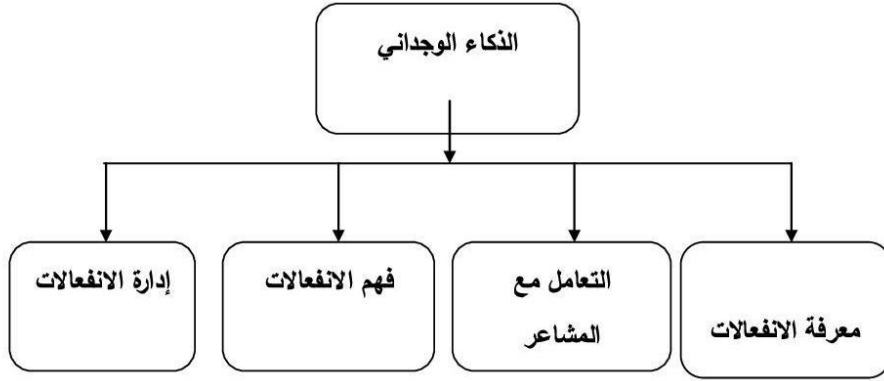 الذكاء الوجداني
معرفة الانفعالات
التعامل مع
المشاعر
فهم الانفعالات
إدارة الانفعالات